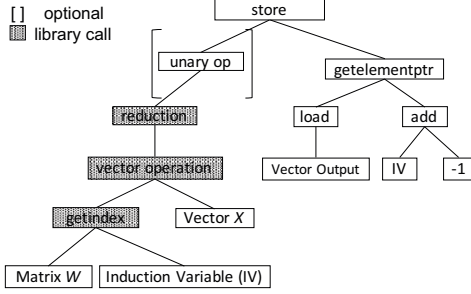 [ ] optional
library call
store
unary op
getelementptr
reduction
load
add
vector operation
Vector Output
IV
-1
getindex
Vector X
Matrix W
Induction Variable (IV)